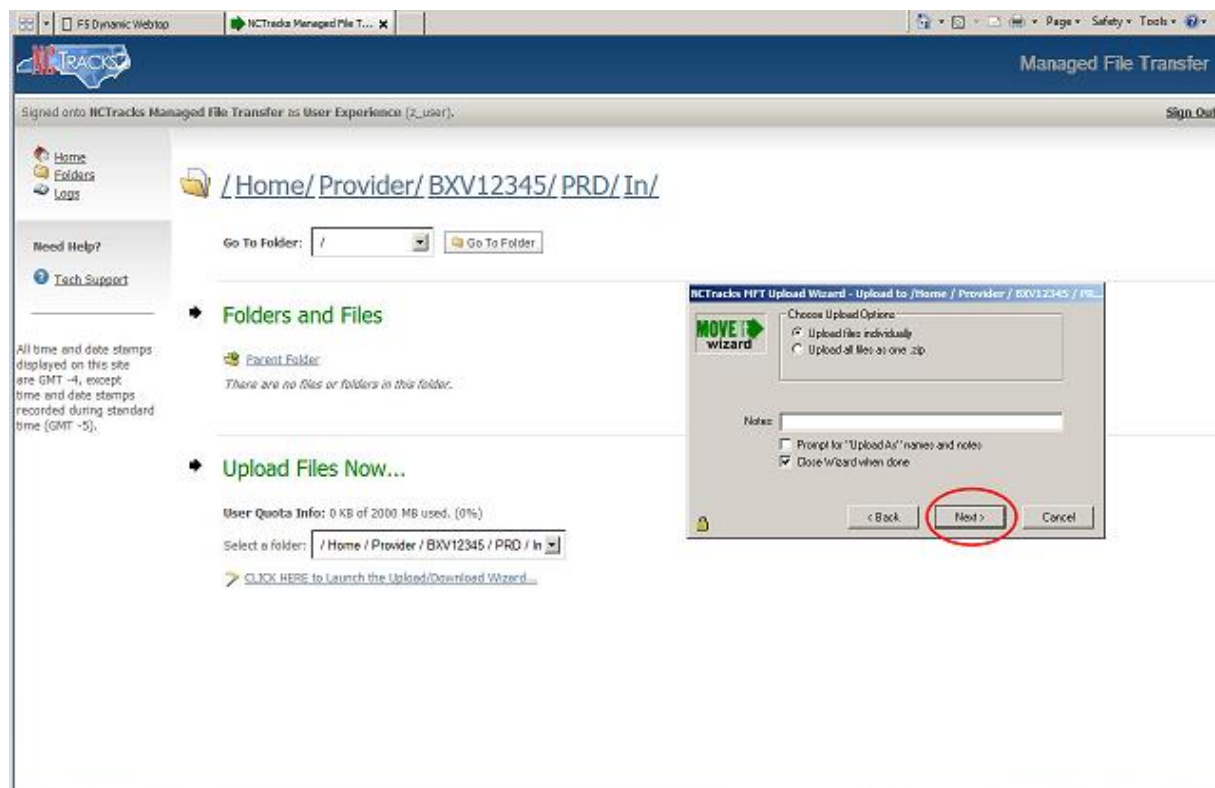 F5 Dynamic Webtop
NCTracks Managed File T...
Page Safety Tools
NCTRACKS
Managed File Transfer
Signed onto NCTracks Managed File Transfer as User Experience (z_user).
Sign Out
Home
Folders
Logs
/Home/Provider/BXV12345/PRD/In/
Need Help?
Tech Support
Go To Folder: /
Go To Folder
All time and date stamps
displayed on this site
are GMT -4, except
time and date stamps
recorded during standard
time (GMT -5).
Folders and Files
Parent Folder
There are no files or folders in this folder.
Upload Files Now...
User Quota Info: 0 KB of 2000 MB used. (0%)
Select a folder: / Home / Provider / BXV12345 / PRD / In
CLICK HERE to Launch the Upload/Download Wizard...
NCTracks MFT Upload Wizard - Upload to /Home / Provider / BXV12345 / PR...
MOVEit
wizard
Choose Upload Options
Upload files individually
Upload all files as one .zip
Notes:
Prompt for "Upload As" names and notes
Close Wizard when done
< Back
Next >
Cancel